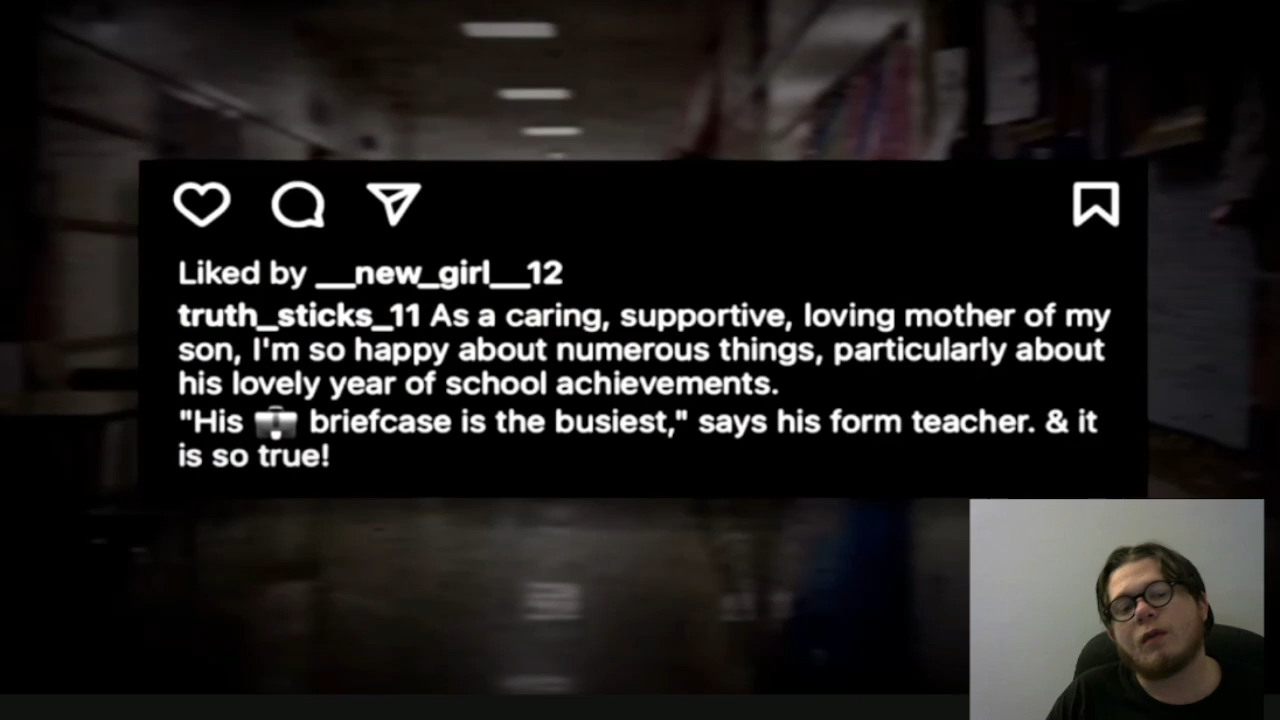 Liked by __new_girl__12
truth_sticks_11 As a caring, supportive, loving mother of my
son, I'm so happy about numerous things, particularly about
his lovely year of school achievements.
"His 💼 briefcase is the busiest," says his form teacher. & it
is so true!